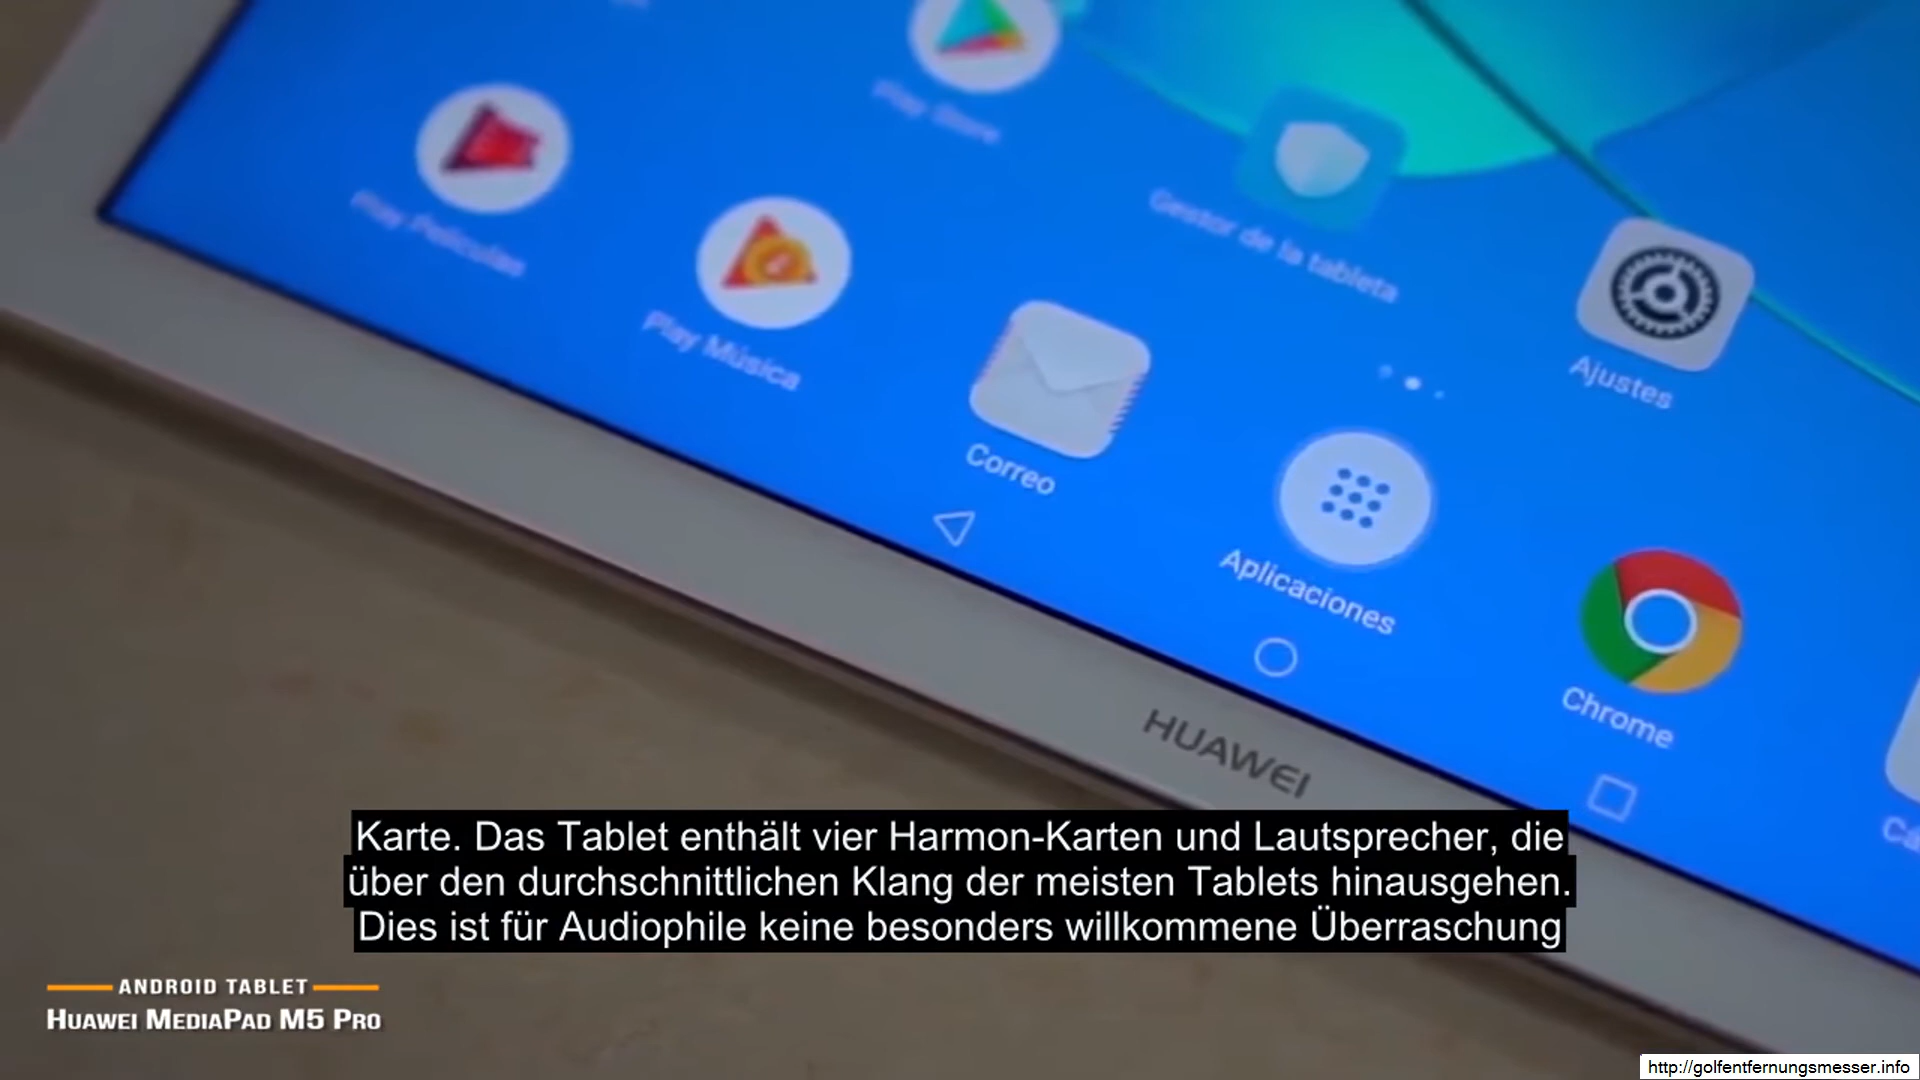 Play Store
Play Películas
Gestor de la tableta
Play Música
Ajustes
Correo
Aplicaciones
Chrome
HUAWEI
Karte. Das Tablet enthält vier Harmon-Karten und Lautsprecher, die
über den durchschnittlichen Klang der meisten Tablets hinausgehen.
Dies ist für Audiophile keine besonders willkommene Überraschung
ANDROID TABLET
HUAWEI MEDIAPAD M5 PRO
http://golfentfernungsmesser.info